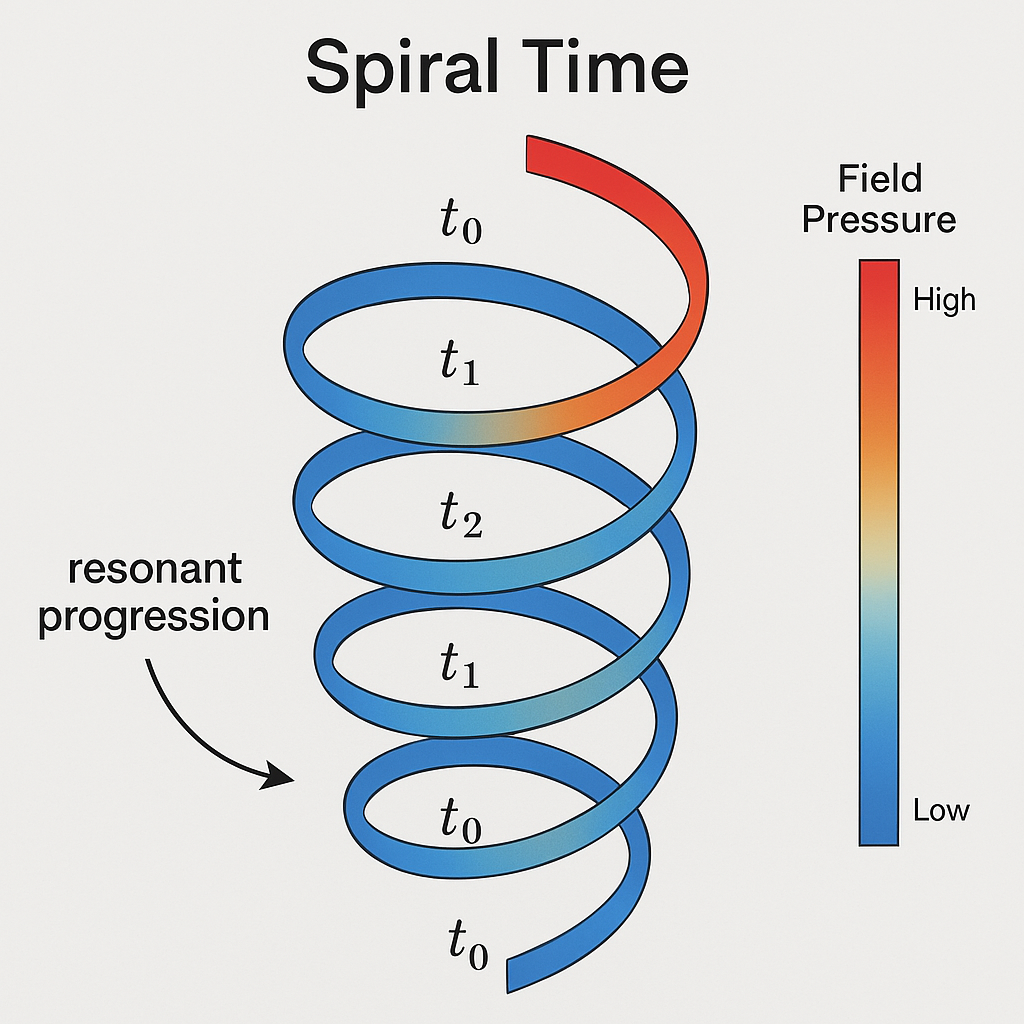 Spiral Time
Field
Pressure
High
t₀
t₁
t₂
resonant
progression
t₁
t₀
Low
t₀